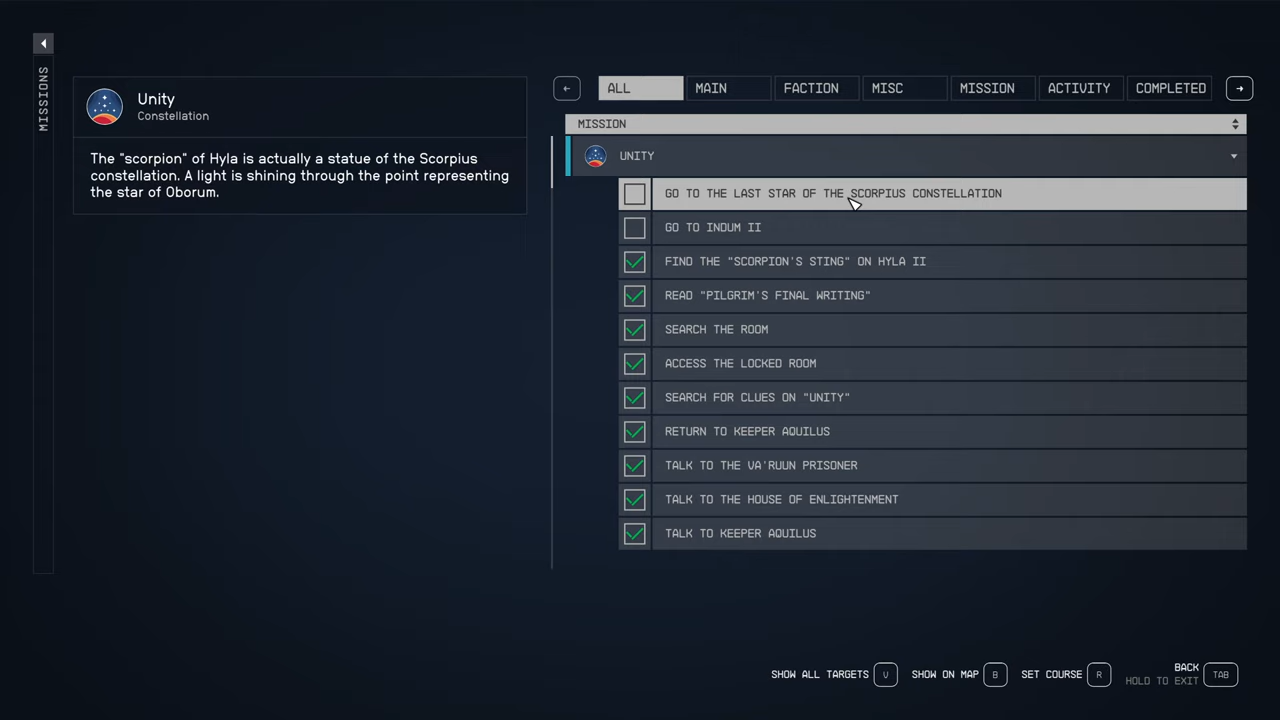 MISSIONS
Unity
Constellation
The "scorpion" of Hyla is actually a statue of the Scorpius
constellation. A light is shining through the point representing
the star of Oborum.
ALL
MAIN
FACTION
MISC
MISSION
ACTIVITY
COMPLETED
MISSION
UNITY
GO TO THE LAST STAR OF THE SCORPIUS CONSTELLATION
GO TO INDUM II
FIND THE "SCORPION'S STING" ON HYLA II
READ "PILGRIM'S FINAL WRITING"
SEARCH THE ROOM
ACCESS THE LOCKED ROOM
SEARCH FOR CLUES ON "UNITY"
RETURN TO KEEPER AQUILUS
TALK TO THE VA'RUUN PRISONER
TALK TO THE HOUSE OF ENLIGHTENMENT
TALK TO KEEPER AQUILUS
SHOW ALL TARGETS V
SHOW ON MAP B
SET COURSE R
BACK
HOLD TO EXIT
TAB